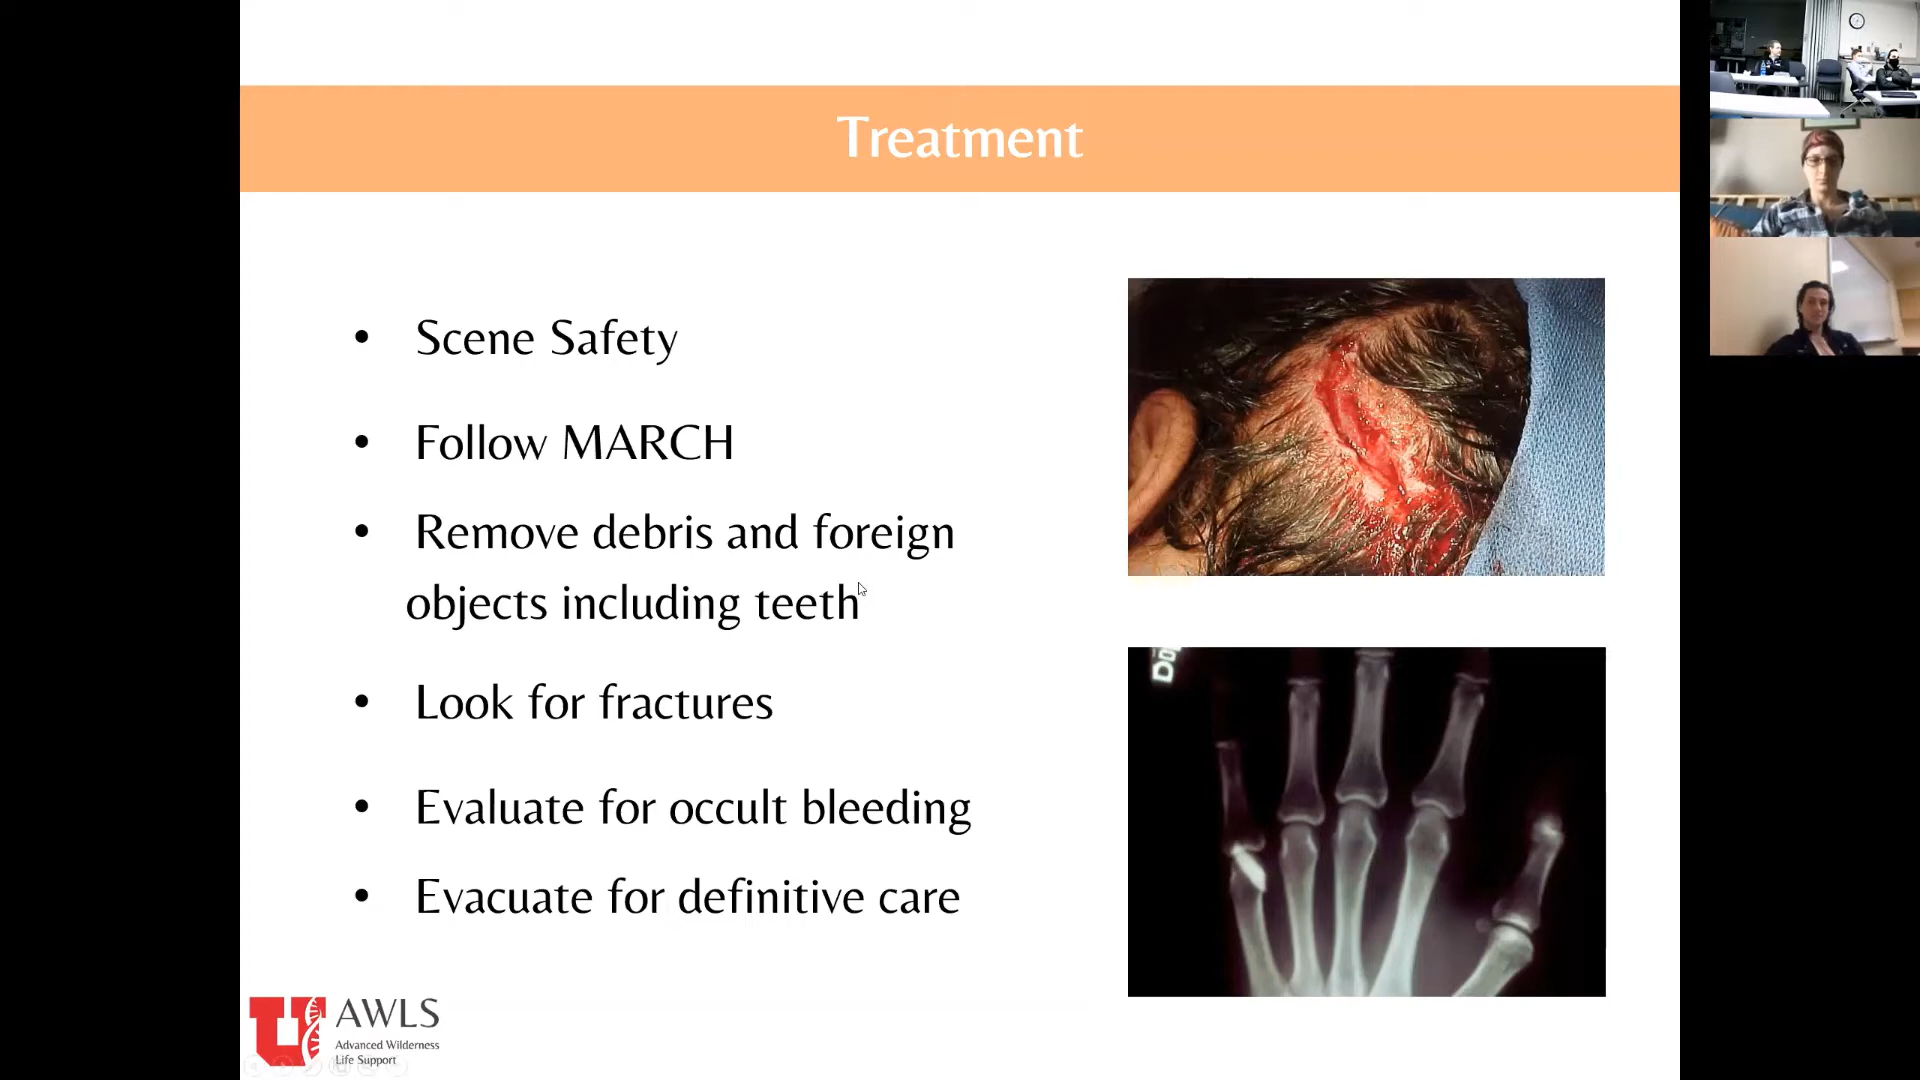 Treatment
• Scene Safety
• Follow MARCH
• Remove debris and foreign
objects including teeth
• Look for fractures
• Evaluate for occult bleeding
• Evacuate for definitive care
U AWLS
Advanced Wilderness
Life Support